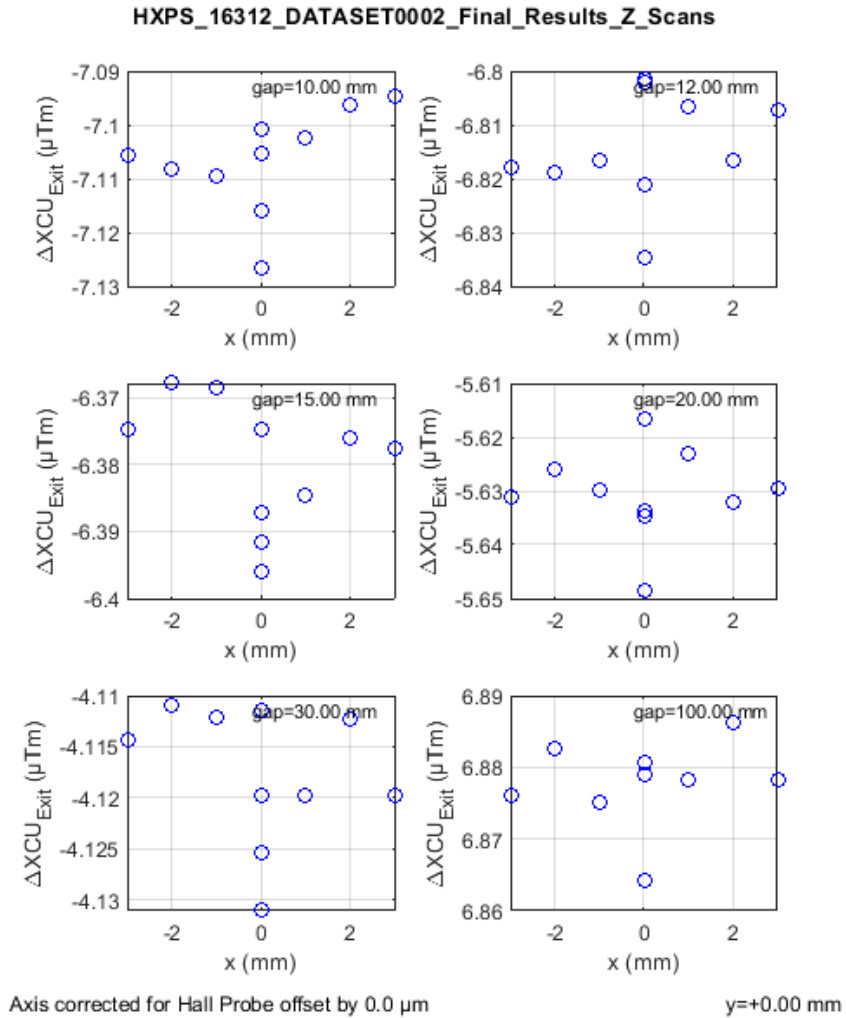 HXPS_16312_DATASET0002_Final_Results_Z_Scans
gap=10.00 mm
-7.09
-7.1
-7.11
-7.12
-7.13
ΔXCU_Exit (μTm)
-2 0 2
x (mm)
gap=12.00 mm
-6.8
-6.81
-6.82
-6.83
-6.84
ΔXCU_Exit (μTm)
-2 0 2
x (mm)
gap=15.00 mm
-6.37
-6.38
-6.39
-6.4
ΔXCU_Exit (μTm)
-2 0 2
x (mm)
gap=20.00 mm
-5.61
-5.62
-5.63
-5.64
-5.65
ΔXCU_Exit (μTm)
-2 0 2
x (mm)
gap=30.00 mm
-4.11
-4.115
-4.12
-4.125
-4.13
ΔXCU_Exit (μTm)
-2 0 2
x (mm)
gap=100.00 mm
6.89
6.88
6.87
6.86
ΔXCU_Exit (μTm)
-2 0 2
x (mm)
Axis corrected for Hall Probe offset by 0.0 μm
y=+0.00 mm